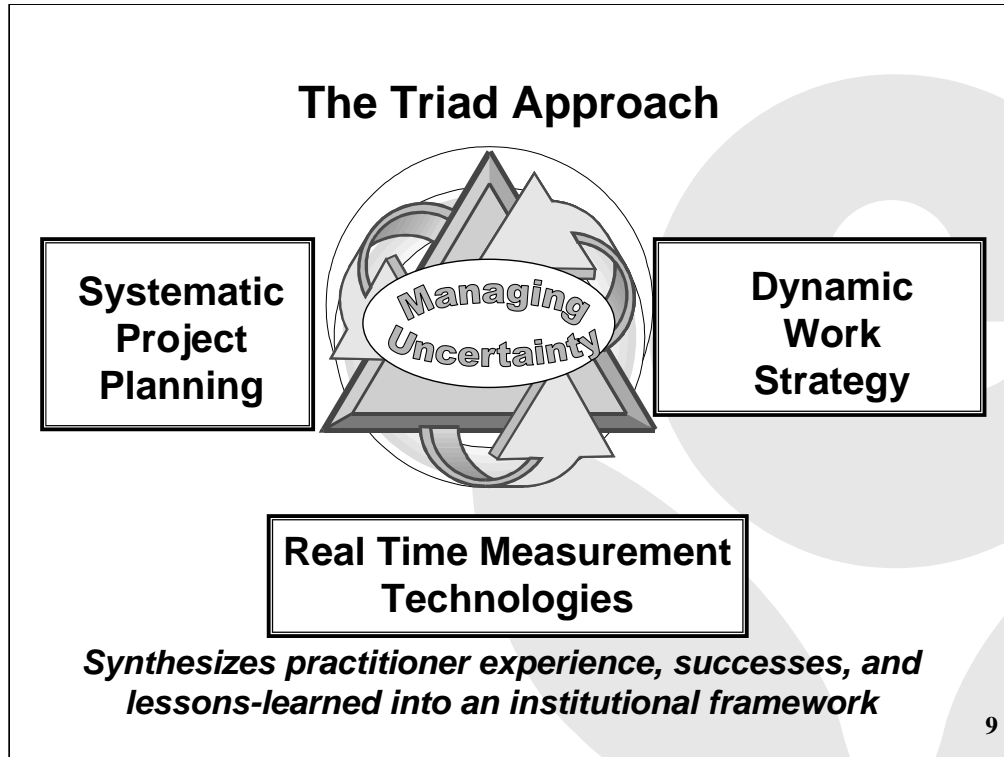 The Triad Approach
Systematic
Project
Planning
Managing
Uncertainty
Dynamic
Work
Strategy
Real Time Measurement
Technologies
Synthesizes practitioner experience, successes, and
lessons-learned into an institutional framework
9